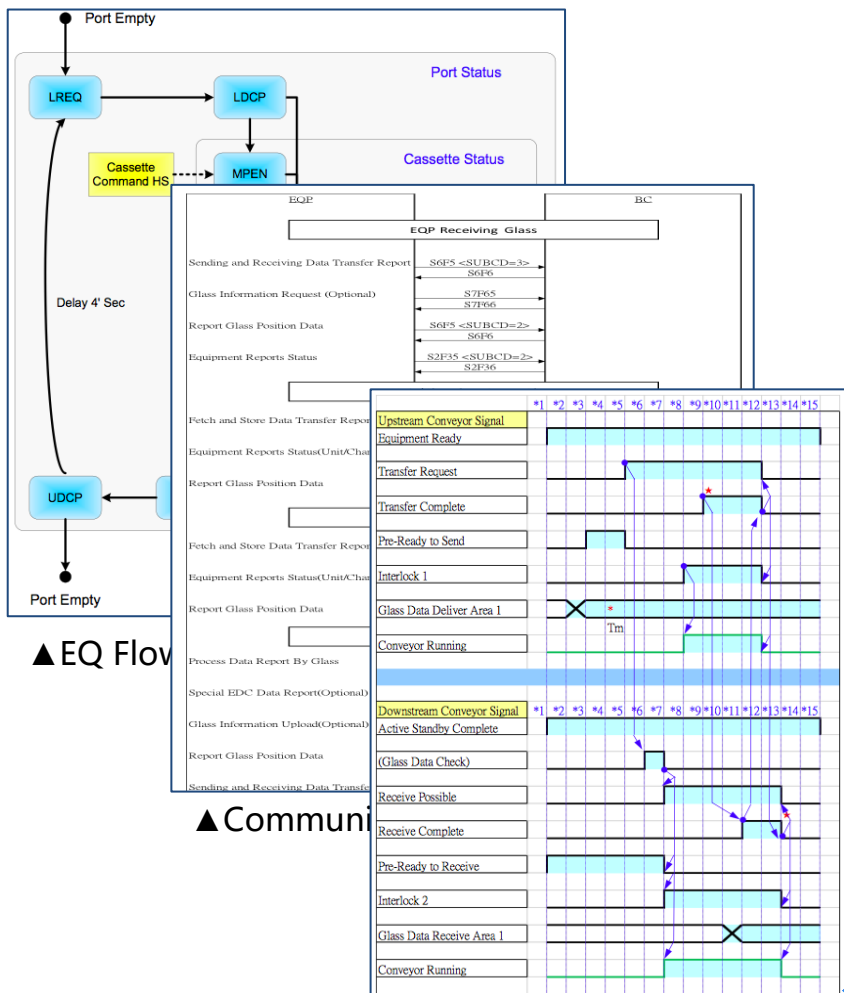 Port Empty
Port Status
LREQ
LDCP
Cassette Status
Cassette
Command HS
MPEN
Delay 4' Sec
UDCP
Port Empty
▲EQ Flow
EQP
BC
EQP Receiving Glass
Sending and Receiving Data Transfer Report
S6F5 <SUBCD=3>
S6F6
Glass Information Request (Optional)
S7F65
S7F66
Report Glass Position Data
S6F5 <SUBCD=2>
S6F6
Equipment Reports Status
S2F35 <SUBCD=2>
S2F36
Fetch and Store Data Transfer Repor
Equipment Reports Status(Unit/Char
Report Glass Position Data
Fetch and Store Data Transfer Repor
Equipment Reports Status(Unit/Char
Report Glass Position Data
Process Data Report By Glass
Special EDC Data Report(Optional)
Glass Information Upload(Optional)
Report Glass Position Data
Sending and Receiving Data Transfe
▲Communi
*1 *2 *3 *4 *5 *6 *7 *8 *9 *10 *11 *12 *13 *14 *15
Upstream Conveyor Signal
Equipment Ready
Transfer Request
Transfer Complete
Pre-Ready to Send
Interlock 1
Glass Data Deliver Area 1
*
Tm
Conveyor Running
Downstream Conveyor Signal
*1 *2 *3 *4 *5 *6 *7 *8 *9 *10 *11 *12 *13 *14 *15
Active Standby Complete
(Glass Data Check)
Receive Possible
Receive Complete
Pre-Ready to Receive
Interlock 2
Glass Data Receive Area 1
Conveyor Running